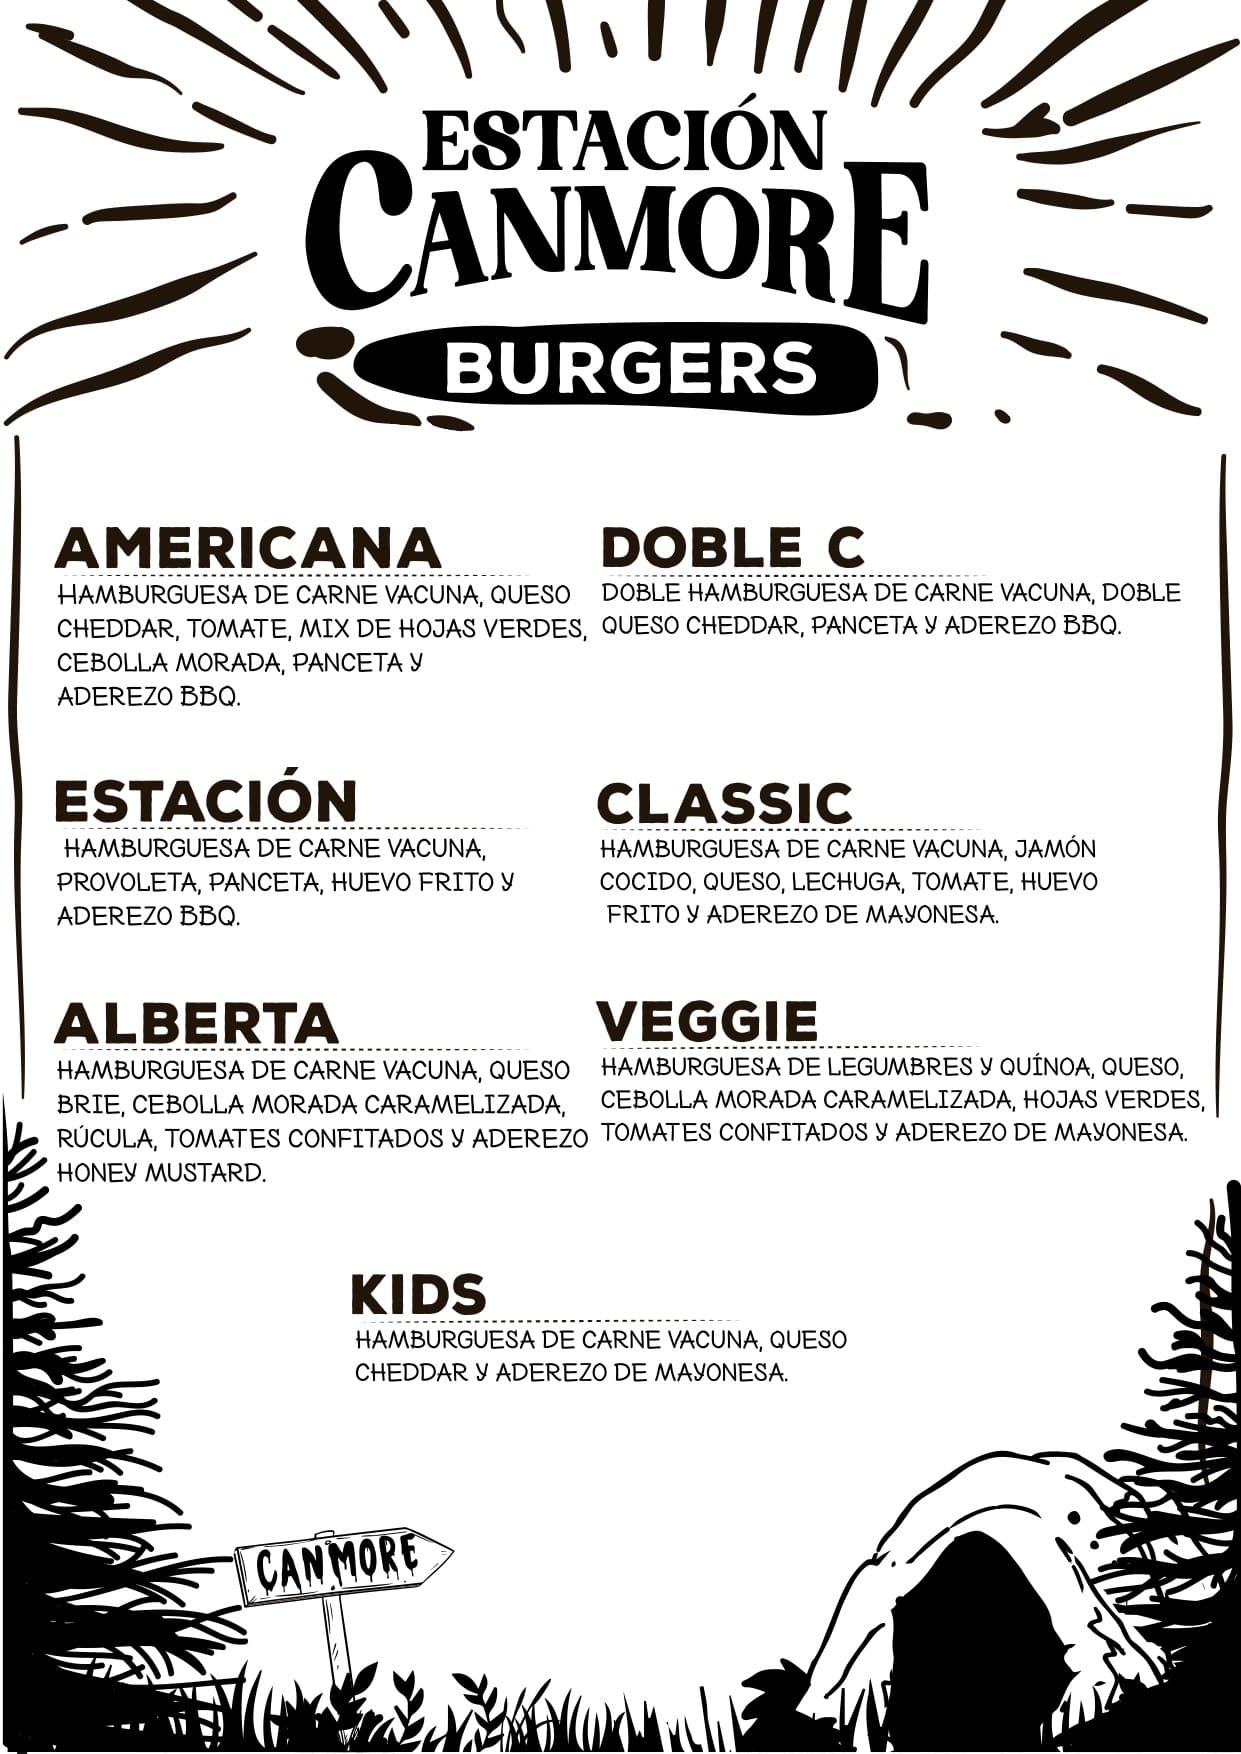 ESTACIÓN
CANMORE
BURGERS
AMERICANA
HAMBURGUESA DE CARNE VACUNA, QUESO
CHEDDAR, TOMATE, MIX DE HOJAS VERDES,
CEBOLLA MORADA, PANCETA Y
ADEREZO BBQ.
DOBLE C
DOBLE HAMBURGUESA DE CARNE VACUNA, DOBLE
QUESO CHEDDAR, PANCETA Y ADEREZO BBQ.
ESTACIÓN
HAMBURGUESA DE CARNE VACUNA,
PROVOLETA, PANCETA, HUEVO FRITO Y
ADEREZO BBQ.
CLASSIC
HAMBURGUESA DE CARNE VACUNA, JAMÓN
COCIDO, QUESO, LECHUGA, TOMATE, HUEVO
FRITO Y ADEREZO DE MAYONESA.
ALBERTA
HAMBURGUESA DE CARNE VACUNA, QUESO
BRIE, CEBOLLA MORADA CARAMELIZADA,
RÚCULA, TOMATES CONFITADOS Y ADEREZO
HONEY MUSTARD.
VEGGIE
HAMBURGUESA DE LEGUMBRES Y QUÍNOA, QUESO,
CEBOLLA MORADA CARAMELIZADA, HOJAS VERDES,
TOMATES CONFITADOS Y ADEREZO DE MAYONESA.
KIDS
HAMBURGUESA DE CARNE VACUNA, QUESO
CHEDDAR Y ADEREZO DE MAYONESA.
CANMORE